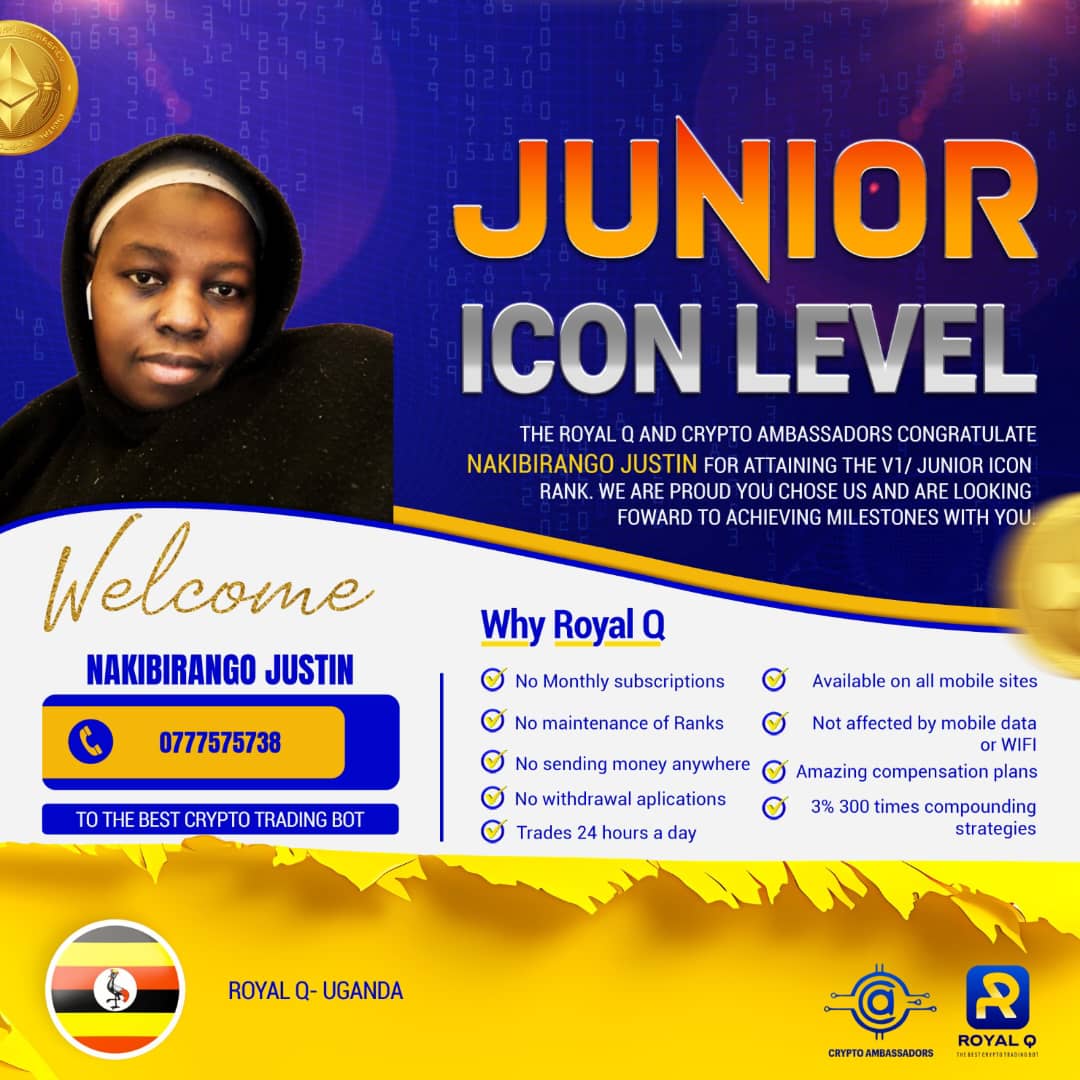 JUNIOR
ICON LEVEL
THE ROYAL Q AND CRYPTO AMBASSADORS CONGRATULATE
NAKIBIRANGO JUSTIN FOR ATTAINING THE V1/ JUNIOR ICON
RANK. WE ARE PROUD YOU CHOSE US AND ARE LOOKING
FOWARD TO ACHIEVING MILESTONES WITH YOU.
Welcome
NAKIBIRANGO JUSTIN
0777575738
TO THE BEST CRYPTO TRADING BOT
Why Royal Q
No Monthly subscriptions
No maintenance of Ranks
No sending money anywhere
No withdrawal aplications
Trades 24 hours a day
Available on all mobile sites
Not affected by mobile data
or WIFI
Amazing compensation plans
3% 300 times compounding
strategies
ROYAL Q- UGANDA
CRYPTO AMBASSADORS
ROYAL Q
THE BEST CRYPTO TRADING BOT